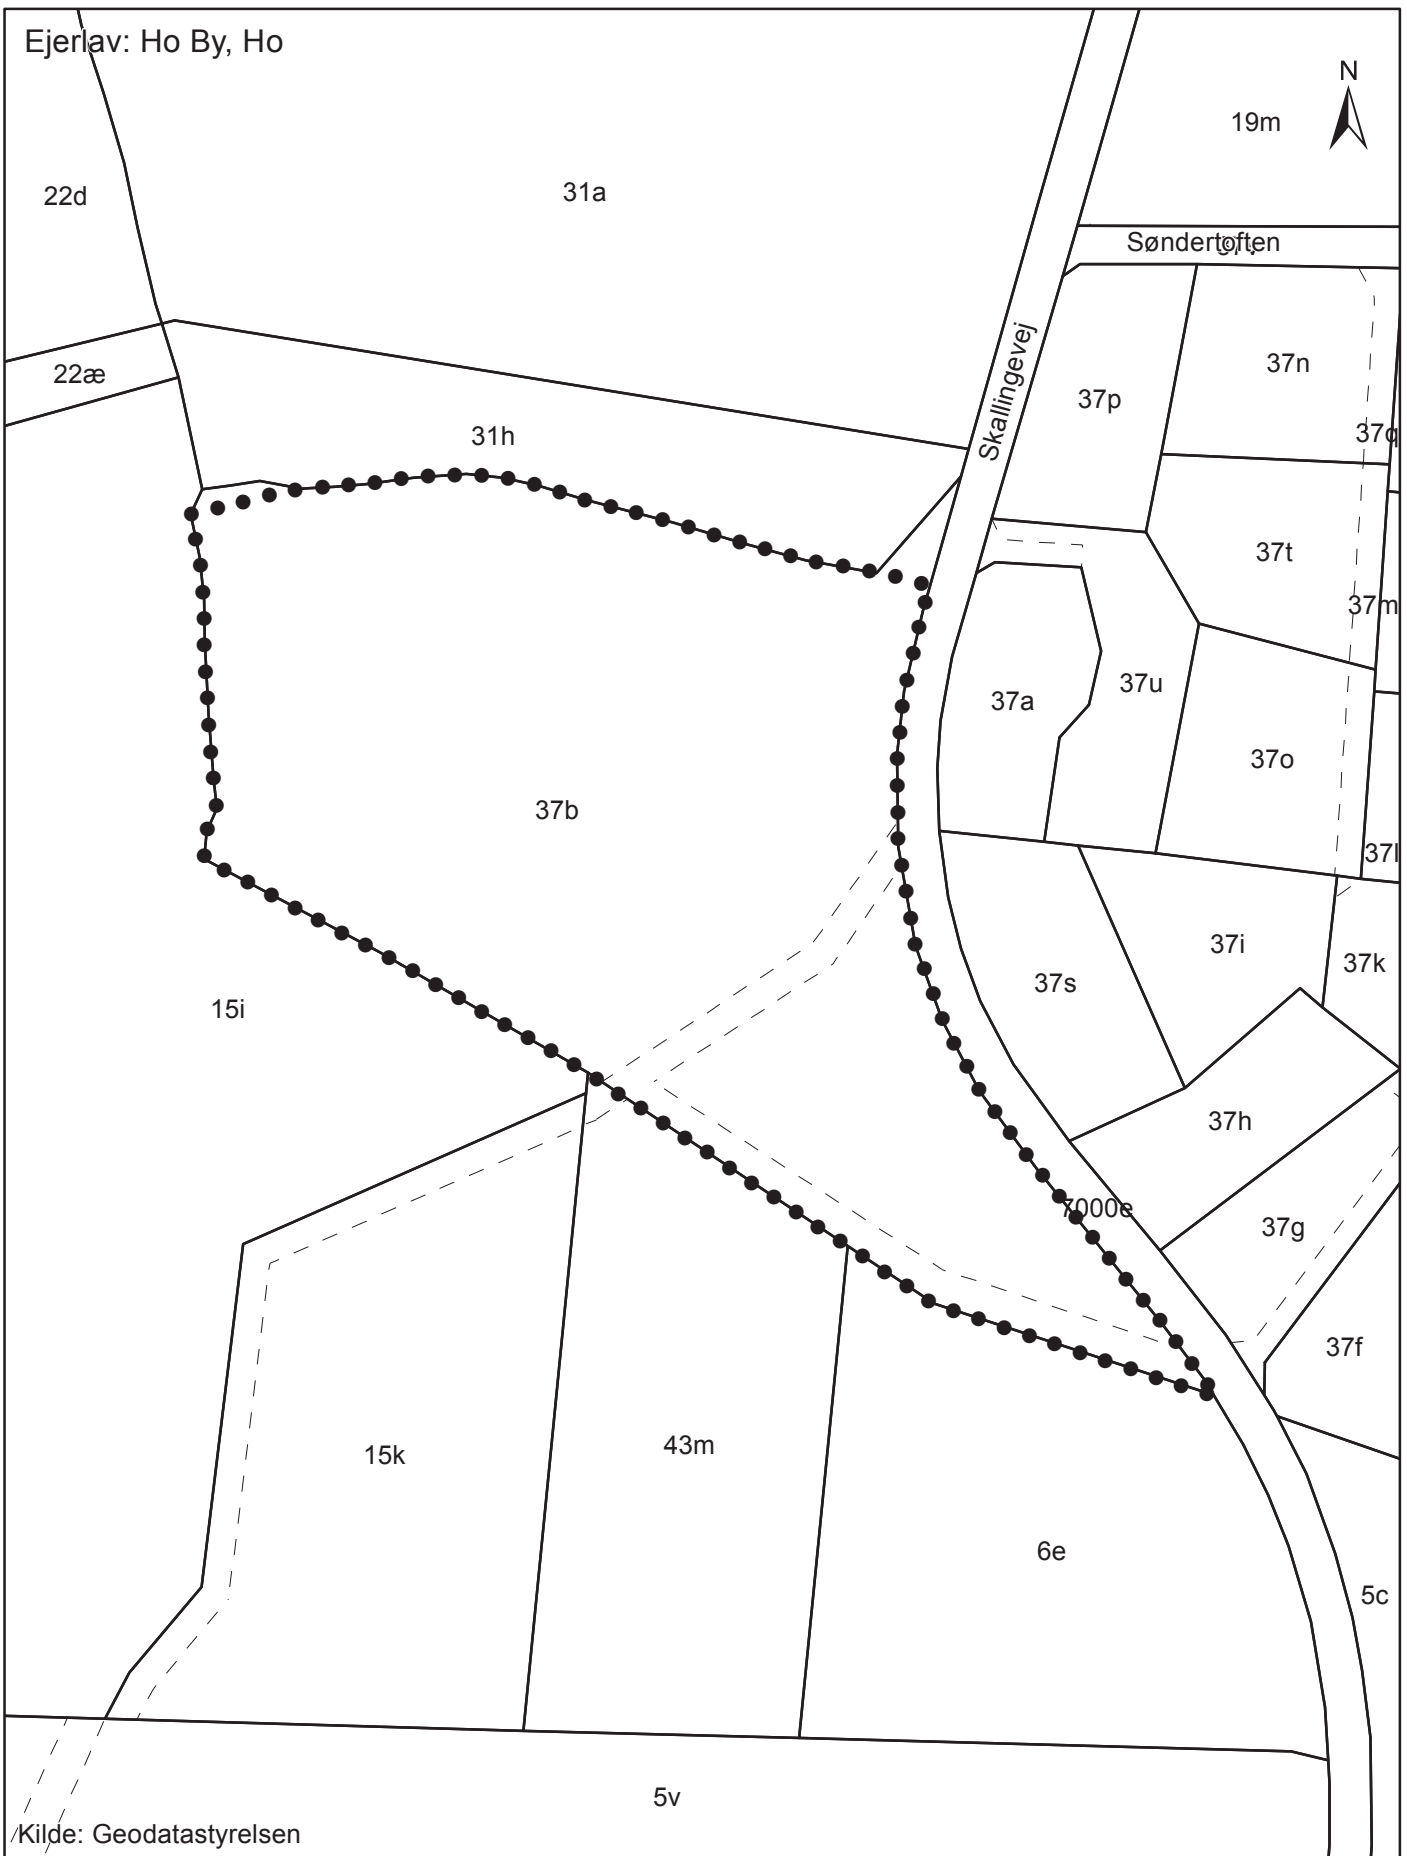 Ejerlav: Ho By, Ho
N
19m
22d
31a
Søndertoften
22æ
37n
37p
31h
37q
Skallingevej
37t
37m
37u
37a
37o
37b
37l
37i
37k
37s
15i
37h
7000e
37g
37f
15k
43m
6e
5c
5v
Kilde: Geodatastyrelsen